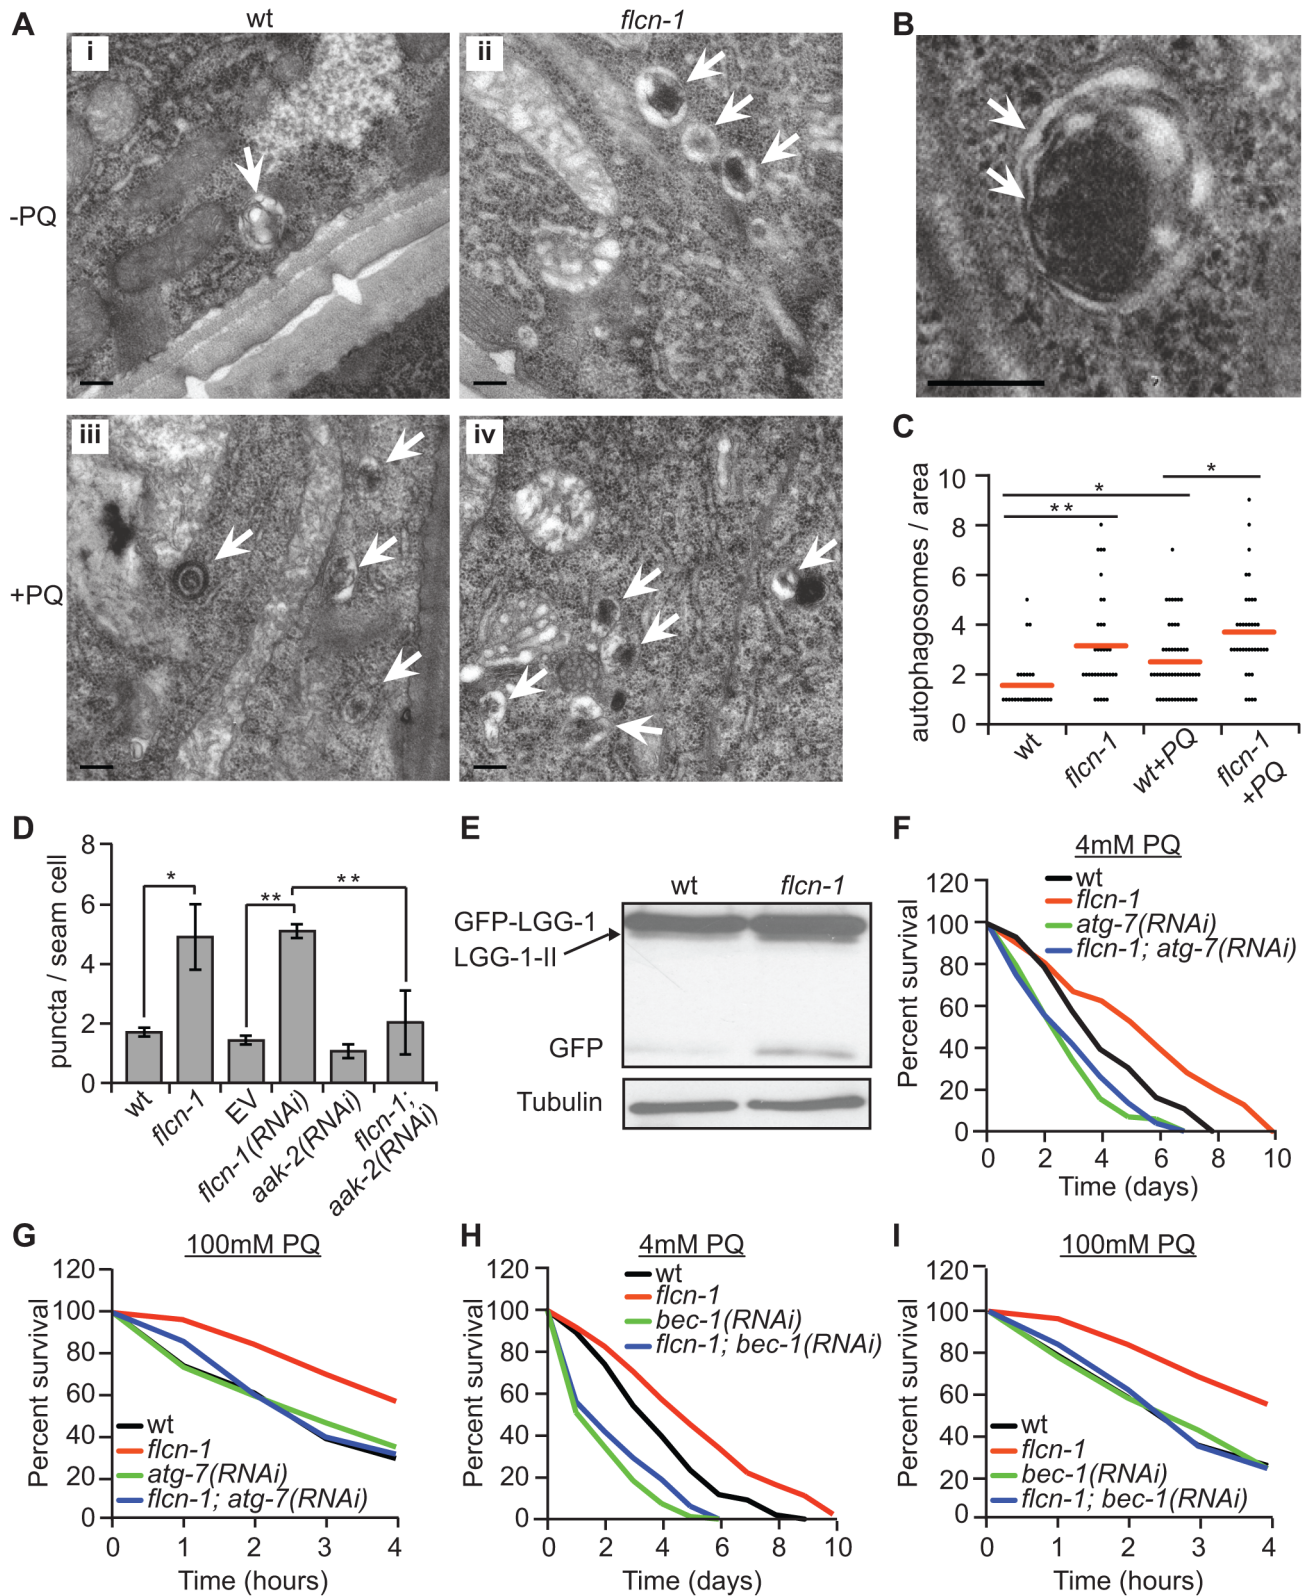 A
wt
flcn-1
B
i
ii
-PQ
iii
iv
+PQ
C
autophagosomes / area
10
8
6
4
2
0
*
**
*
wt
flcn-1
wt+PQ
flcn-1
+PQ
D
puncta / seam cell
8
6
4
2
0
*
**
**
wt
flcn-1
EV
flcn-1(RNAi)
aak-2(RNAi)
flcn-1;
aak-2(RNAi)
E
wt
flcn-1
GFP-LGG-1
LGG-1-II
GFP
Tubulin
F
4mM PQ
wt
flcn-1
atg-7(RNAi)
flcn-1; atg-7(RNAi)
Percent survival
120
100
80
60
40
20
0
0 2 4 6 8 10
Time (days)
G
100mM PQ
Percent survival
120
100
80
60
40
20
0
wt
flcn-1
atg-7(RNAi)
flcn-1; atg-7(RNAi)
0 1 2 3 4
Time (hours)
H
4mM PQ
wt
flcn-1
bec-1(RNAi)
flcn-1; bec-1(RNAi)
Percent survival
120
100
80
60
40
20
0
0 2 4 6 8 10
Time (days)
I
100mM PQ
Percent survival
120
100
80
60
40
20
0
wt
flcn-1
bec-1(RNAi)
flcn-1; bec-1(RNAi)
0 1 2 3 4
Time (hours)